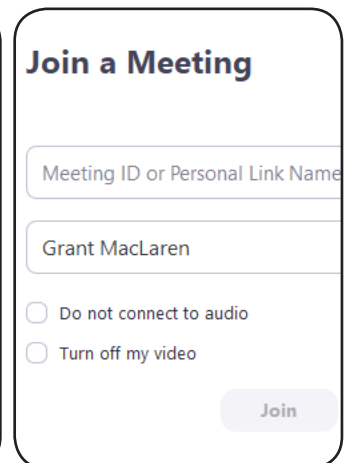 Join a Meeting
Meeting ID or Personal Link Name
Grant MacLaren
Do not connect to audio
Turn off my video
Join